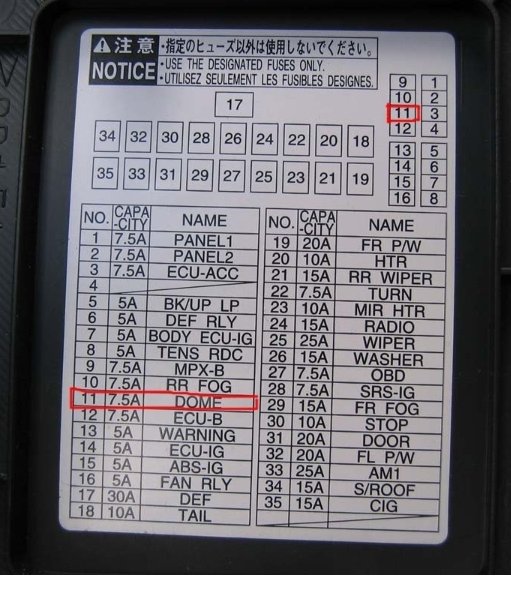 注意 ・指定のヒューズ以外は使用しないでください。
NOTICE ・USE THE DESIGNATED FUSES ONLY.
・UTILISEZ SEULEMENT LES FUSIBLES DESIGNES.
17
9 1
10 2
11 3
12 4
34 32 30 28 26 24 22 20 18
13 5
14 6
15 7
16 8
35 33 31 29 27 25 23 21 19
NO. CAPA-CITY NAME
1 7.5A PANEL1
2 7.5A PANEL2
3 7.5A ECU-ACC
4
5 5A BK/UP LP
6 5A DEF RLY
7 5A BODY ECU-IG
8 5A TENS RDC
9 7.5A MPX-B
10 7.5A RR FOG
11 7.5A DOME
12 7.5A ECU-B
13 5A WARNING
14 5A ECU-IG
15 5A ABS-IG
16 5A FAN RLY
17 30A DEF
18 10A TAIL
NO. CAPA-CITY NAME
19 20A FR P/W
20 10A HTR
21 15A RR WIPER
22 7.5A TURN
23 10A MIR HTR
24 15A RADIO
25 25A WIPER
26 15A WASHER
27 7.5A OBD
28 7.5A SRS-IG
29 15A FR FOG
30 10A STOP
31 20A DOOR
32 20A FL P/W
33 25A AM1
34 15A S/ROOF
35 15A CIG